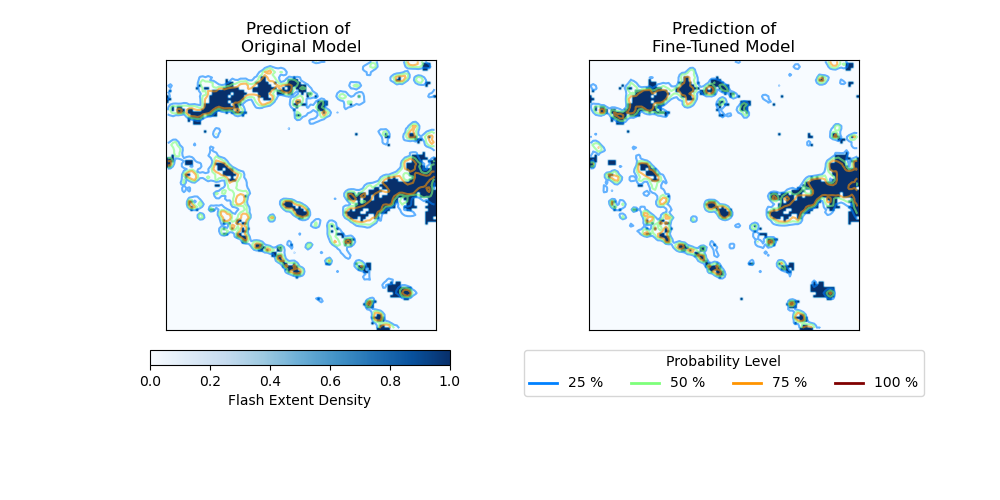 Prediction of
Original Model
Prediction of
Fine-Tuned Model
0.0 0.2 0.4 0.6 0.8 1.0
Flash Extent Density
Probability Level
25 % 50 % 75 % 100 %